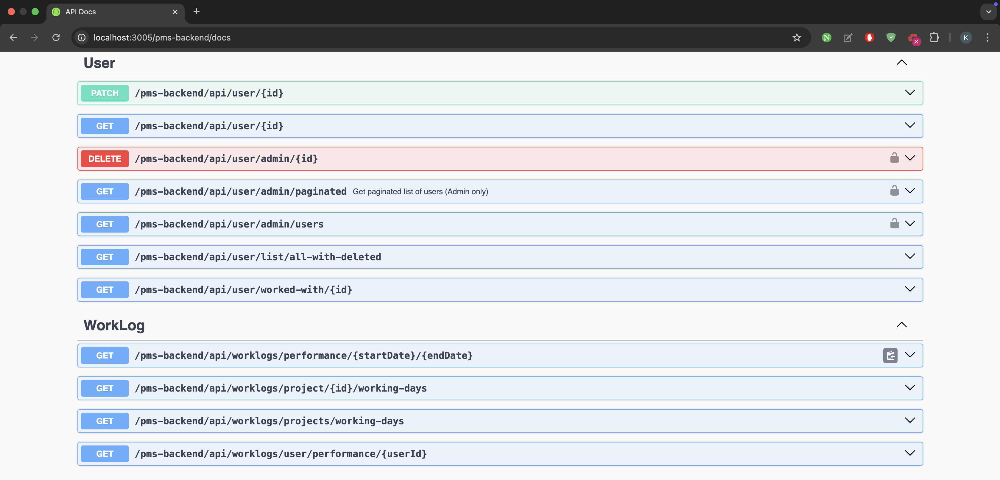 API Docs
localhost:3005/pms-backend/docs
K
User
PATCH /pms-backend/api/user/{id}
GET /pms-backend/api/user/{id}
DELETE /pms-backend/api/user/admin/{id}
GET /pms-backend/api/user/admin/paginated Get paginated list of users (Admin only)
GET /pms-backend/api/user/admin/users
GET /pms-backend/api/user/list/all-with-deleted
GET /pms-backend/api/user/worked-with/{id}
WorkLog
GET /pms-backend/api/worklogs/performance/{startDate}/{endDate}
GET /pms-backend/api/worklogs/project/{id}/working-days
GET /pms-backend/api/worklogs/projects/working-days
GET /pms-backend/api/worklogs/user/performance/{userId}